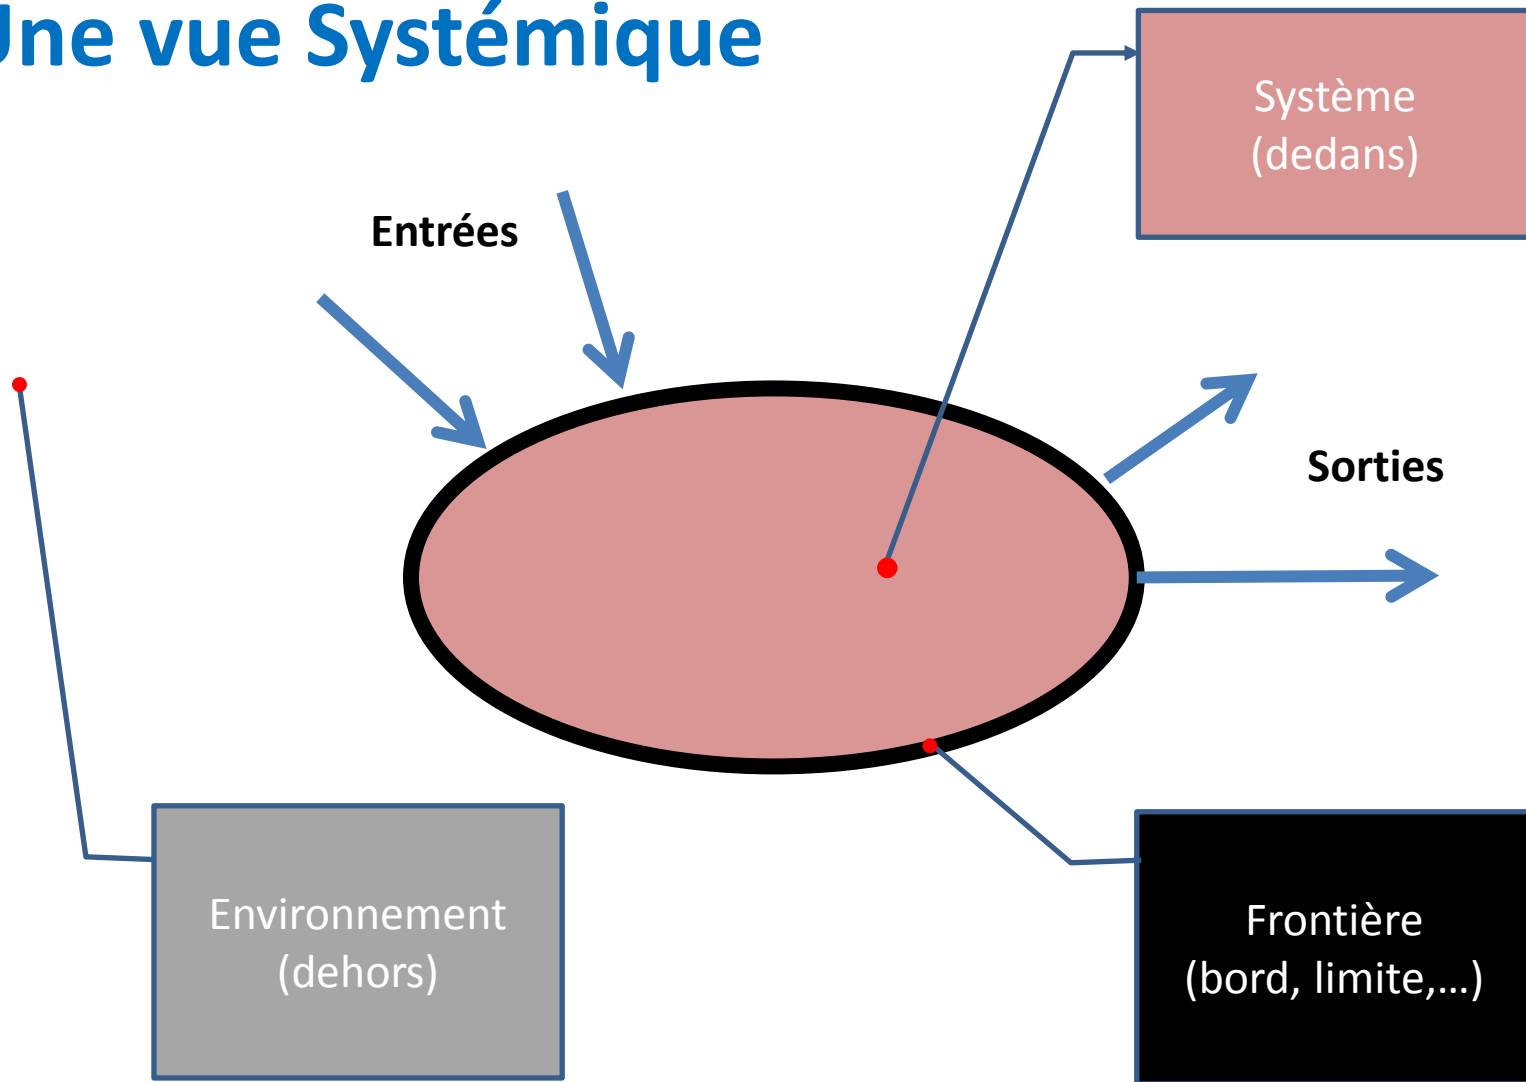 Une vue Systémique
Système
(dedans)
Entrées
Sorties
Environnement
(dehors)
Frontière
(bord, limite,...)